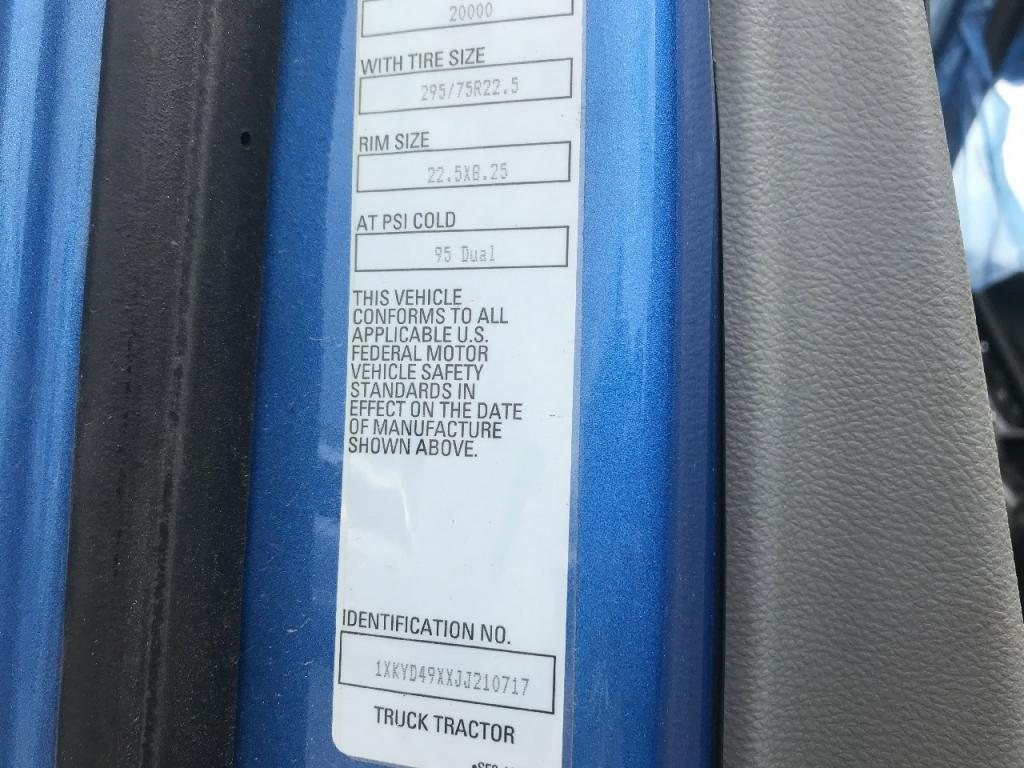 20000
WITH TIRE SIZE
295/75R22.5
RIM SIZE
22.5X8.25
AT PSI COLD
95 Dual
THIS VEHICLE
CONFORMS TO ALL
APPLICABLE U.S.
FEDERAL MOTOR
VEHICLE SAFETY
STANDARDS IN
EFFECT ON THE DATE
OF MANUFACTURE
SHOWN ABOVE.
IDENTIFICATION NO.
1XKYD49XXJJ210717
TRUCK TRACTOR